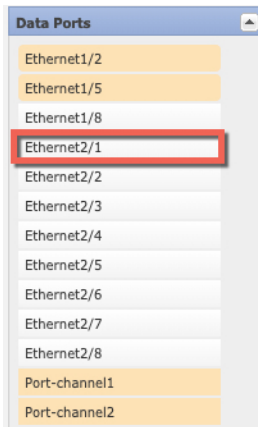 Data Ports
Ethernet1/2
Ethernet1/5
Ethernet1/8
Ethernet2/1
Ethernet2/2
Ethernet2/3
Ethernet2/4
Ethernet2/5
Ethernet2/6
Ethernet2/7
Ethernet2/8
Port-channel1
Port-channel2